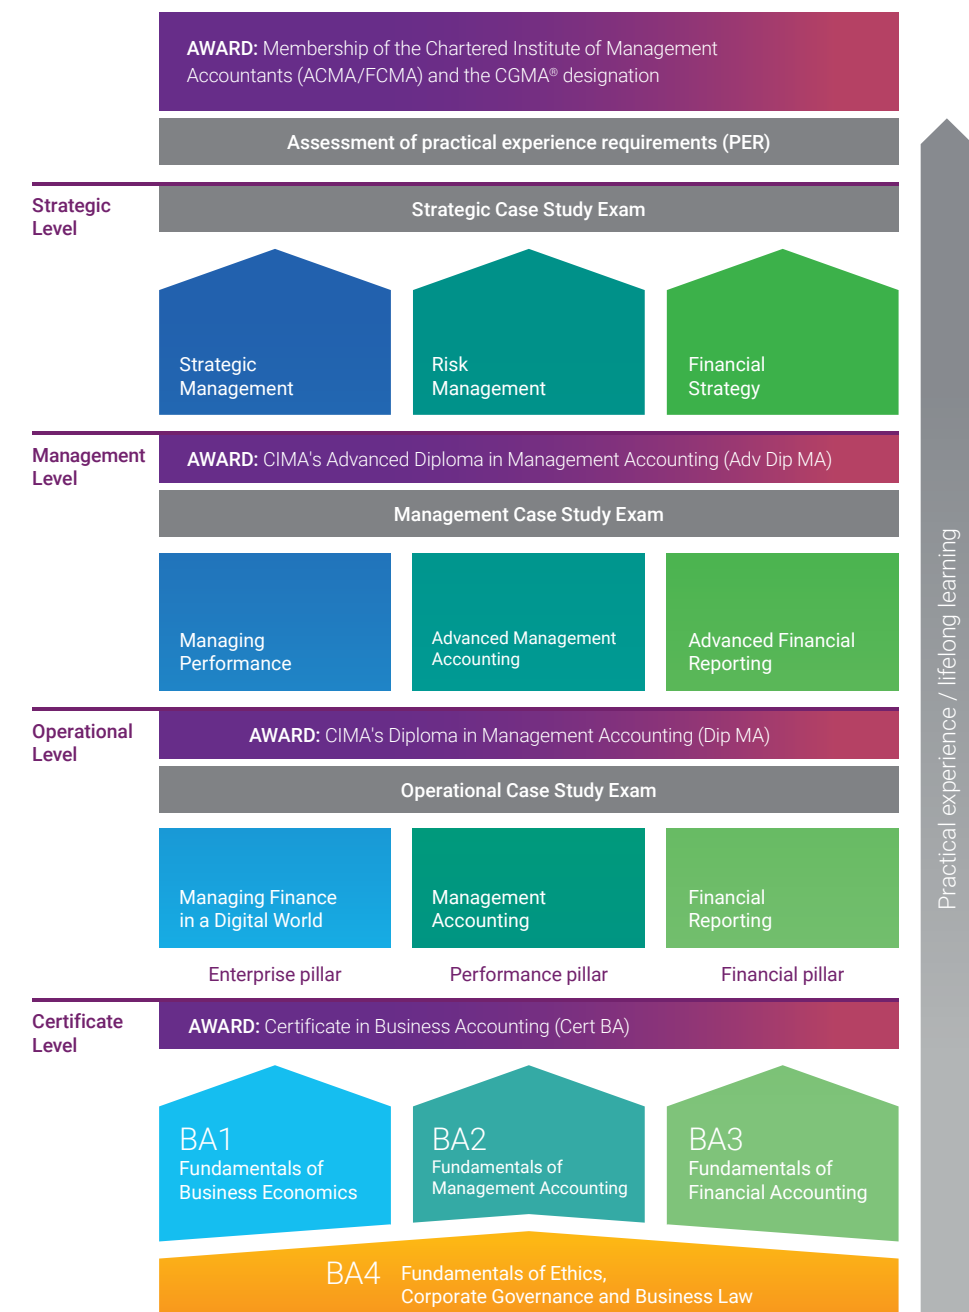 AWARD: Membership of the Chartered Institute of Management
Accountants (ACMA/FCMA) and the CGMA® designation
Assessment of practical experience requirements (PER)
Strategic
Level
Strategic Case Study Exam
Strategic
Management
Risk
Management
Financial
Strategy
Management
Level
AWARD: CIMA's Advanced Diploma in Management Accounting (Adv Dip MA)
Management Case Study Exam
Managing
Performance
Advanced Management
Accounting
Advanced Financial
Reporting
Operational
Level
AWARD: CIMA's Diploma in Management Accounting (Dip MA)
Operational Case Study Exam
Managing Finance
in a Digital World
Management
Accounting
Financial
Reporting
Enterprise pillar
Performance pillar
Financial pillar
Certificate
Level
AWARD: Certificate in Business Accounting (Cert BA)
BA1
Fundamentals of
Business Economics
BA2
Fundamentals of
Management Accounting
BA3
Fundamentals of
Financial Accounting
BA4
Fundamentals of Ethics,
Corporate Governance and Business Law
Practical experience / lifelong learning